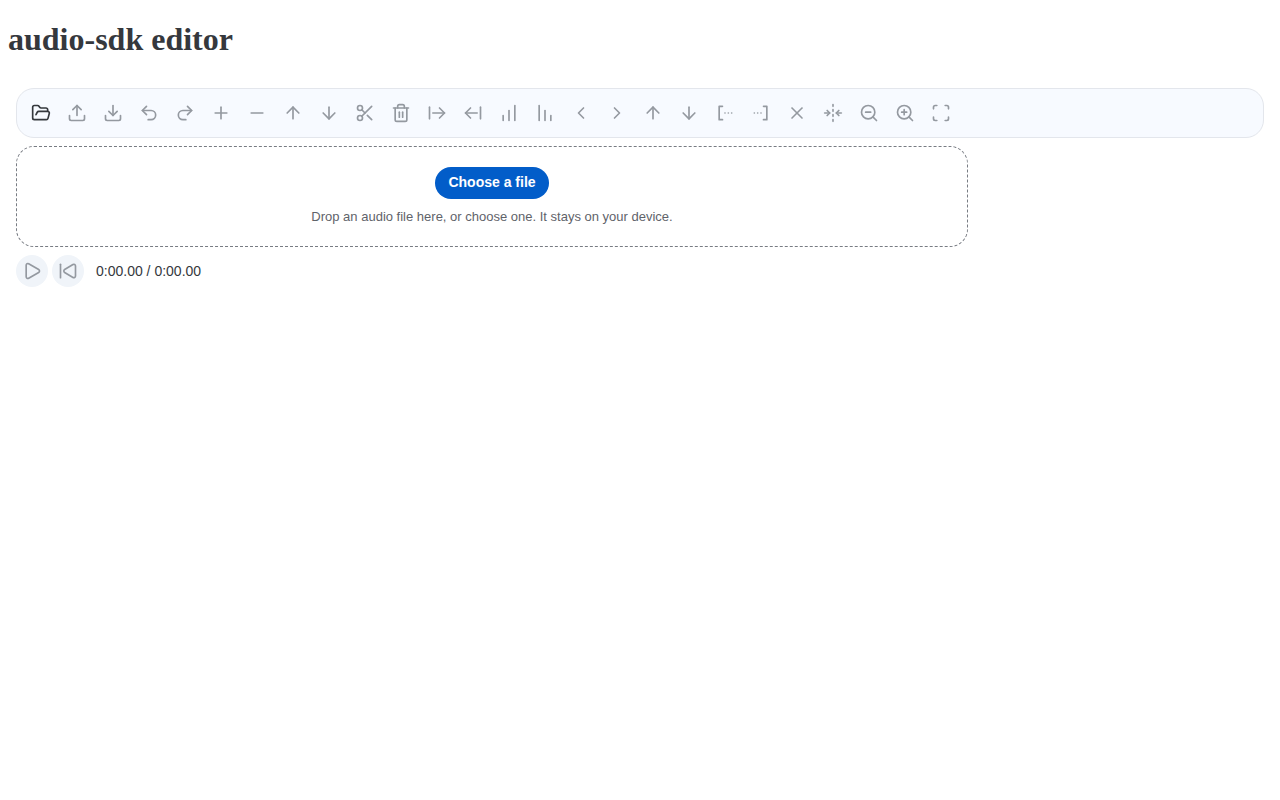 audio-sdk editor
Choose a file
Drop an audio file here, or choose one. It stays on your device.
0:00.00 / 0:00.00